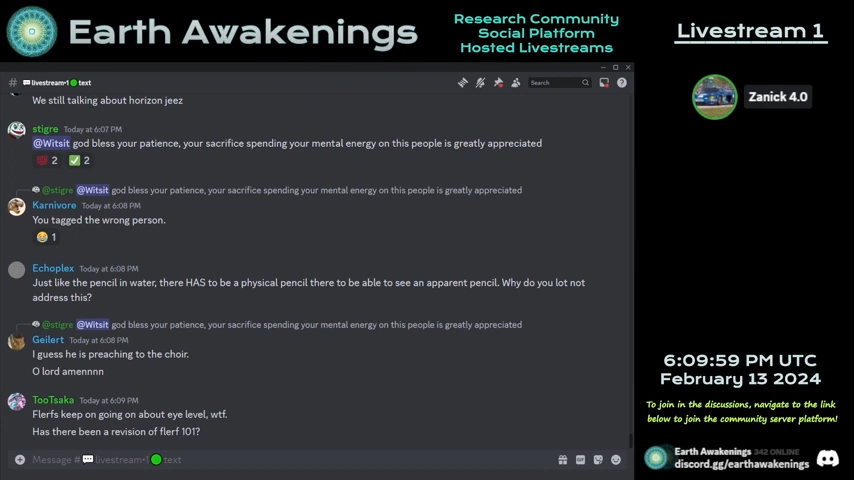 Earth Awakenings
Research Community
Social Platform
Hosted Livestreams
Livestream 1
# livestream-1 text
Search
Zanick 4.0
We still talking about horizon jeez
stigre Today at 6:07 PM
@Witsit god bless your patience, your sacrifice spending your mental energy on this people is greatly appreciated
2 2
@stigre @Witsit god bless your patience, your sacrifice spending your mental energy on this people is greatly appreciated
Karnivore Today at 6:08 PM
You tagged the wrong person.
1
Echoplex Today at 6:08 PM
Just like the pencil in water, there HAS to be a physical pencil there to be able to see an apparent pencil. Why do you lot not
address this?
@stigre @Witsit god bless your patience, your sacrifice spending your mental energy on this people is greatly appreciated
Geilert Today at 6:08 PM
I guess he is preaching to the choir.
O lord amennnn
TooTsaka Today at 6:09 PM
Flerfs keep on going on about eye level, wtf.
Has there been a revision of flerf 101?
Message # livestream-1 text
GIF
6:09:59 PM UTC
February 13 2024
To join in the discussions, navigate to the link
below to join the community server platform!
Earth Awakenings 342 ONLINE
discord.gg/earthawakenings